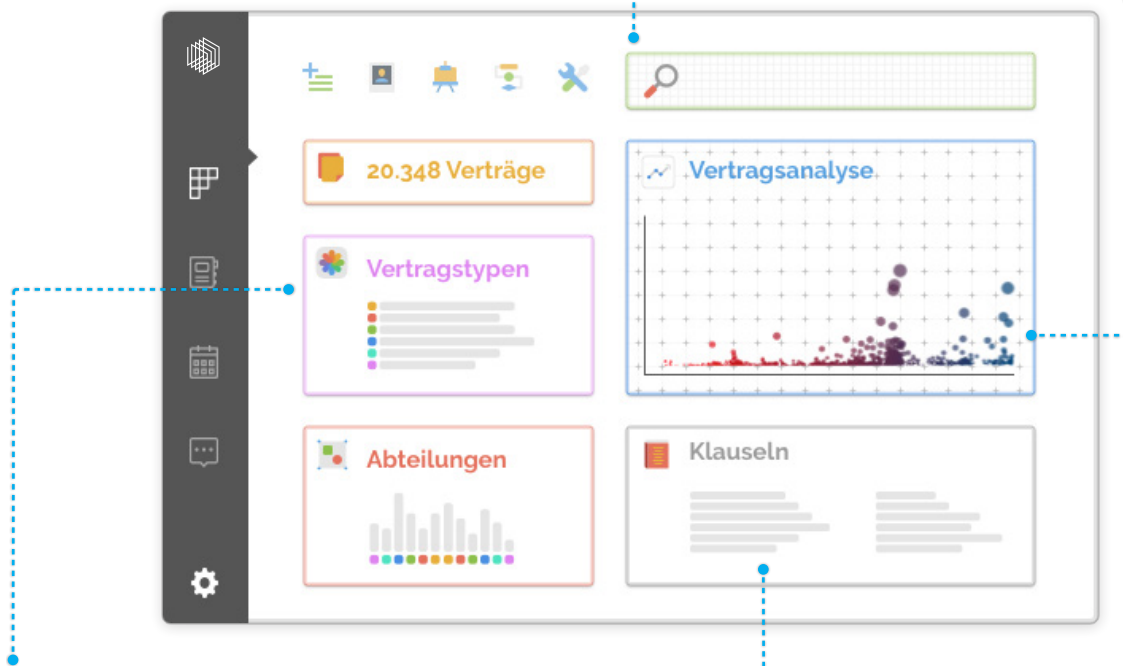 20.348 Verträge
Vertragsanalyse
Vertragstypen
Abteilungen
Klauseln